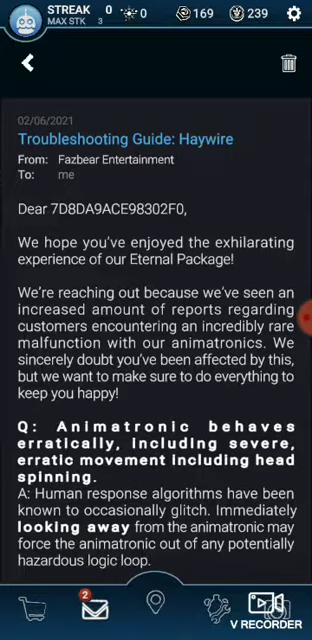 STREAK 0 0 169 239
MAX STK 3
02/06/2021
Troubleshooting Guide: Haywire
From: Fazbear Entertainment
To: me
Dear 7D8DA9ACE98302F0,
We hope you've enjoyed the exhilarating
experience of our Eternal Package!
We're reaching out because we've seen an
increased amount of reports regarding
customers encountering an incredibly rare
malfunction with our animatronics. We
sincerely doubt you've been affected by this,
but we want to make sure to do everything to
keep you happy!
Q: Animatronic behaves
erratically, including severe,
erratic movement including head
spinning.
A: Human response algorithms have been
known to occasionally glitch. Immediately
looking away from the animatronic may
force the animatronic out of any potentially
hazardous logic loop.
2
V RECORDER